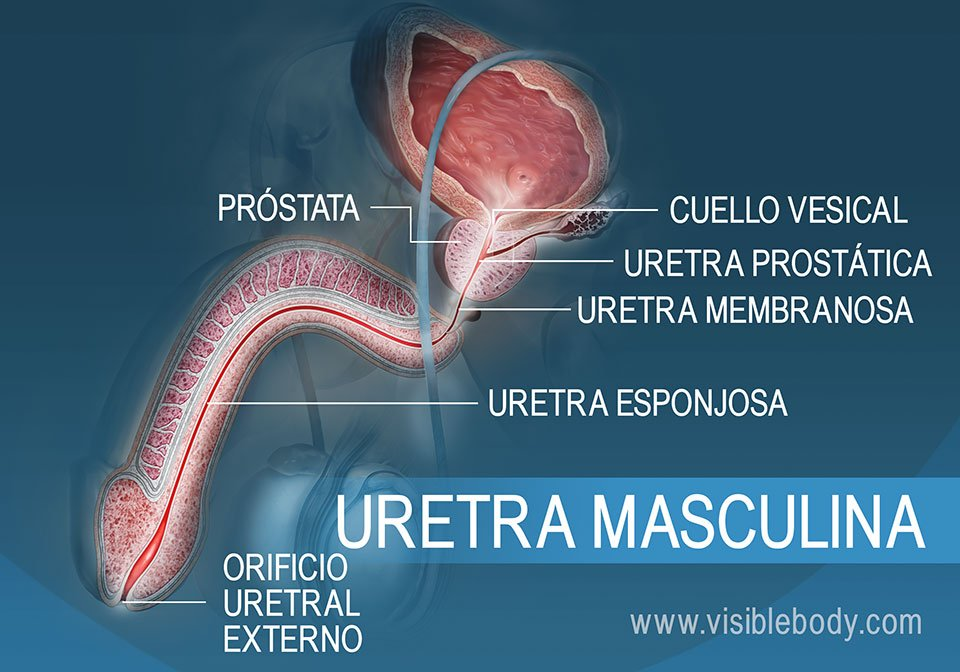 PRÓSTATA
CUELLO VESICAL
URETRA PROSTÁTICA
URETRA MEMBRANOSA
URETRA ESPONJOSA
URETRA MASCULINA
ORIFICIO
URETRAL
EXTERNO
www.visiblebody.com